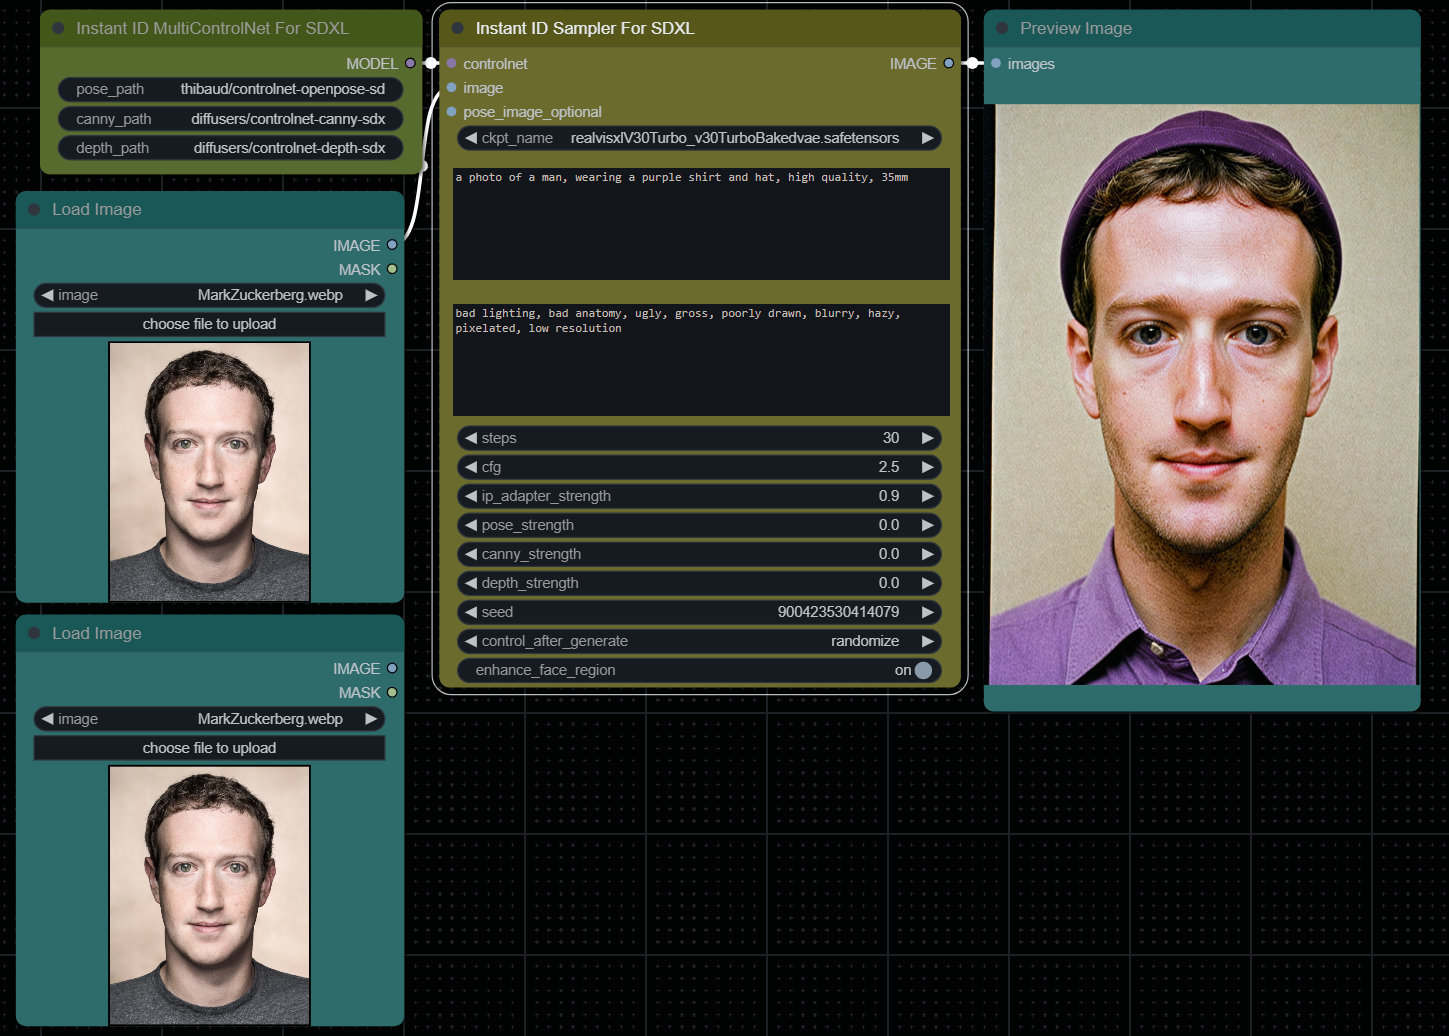 Instant ID MultiControlNet For SDXL
MODEL
pose_path thibaud/controlnet-openpose-sd
canny_path diffusers/controlnet-canny-sdx
depth_path diffusers/controlnet-depth-sdx
Load Image
IMAGE
MASK
image MarkZuckerberg.webp
choose file to upload
Load Image
IMAGE
MASK
image MarkZuckerberg.webp
choose file to upload
Instant ID Sampler For SDXL
controlnet IMAGE
image
pose_image_optional
ckpt_name realvisxlV30Turbo_v30TurboBakedvae.safetensors
a photo of a man, wearing a purple shirt and hat, high quality, 35mm
bad lighting, bad anatomy, ugly, gross, poorly drawn, blurry, hazy,
pixelated, low resolution
steps 30
cfg 2.5
ip_adapter_strength 0.9
pose_strength 0.0
canny_strength 0.0
depth_strength 0.0
seed 900423530414079
control_after_generate randomize
enhance_face_region on
Preview Image
images